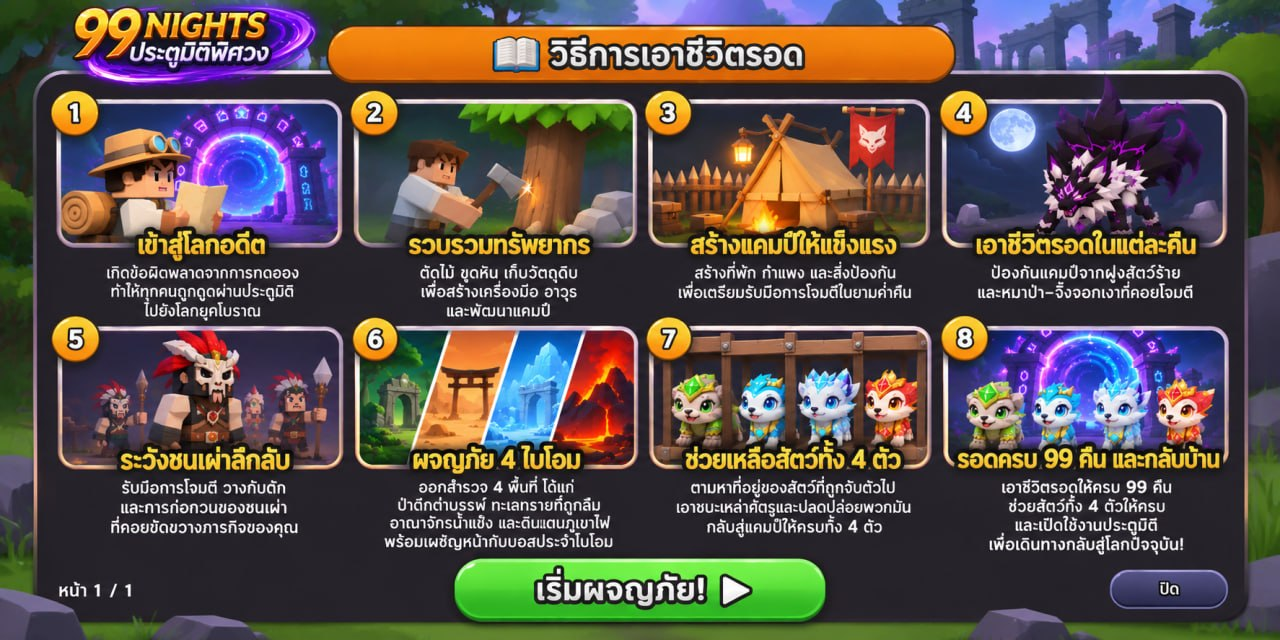 99 NIGHTS
ประตูมิติพิศวง
วิธีการเอาชีวิตรอด
1
เข้าสู่โลกอดีต
เกิดข้อผิดพลาดจากการทดออง
ทำให้ทุกคนถูกดูดผ่านประตูมิติ
ไปยังโลกยุคโบราณ
2
รวบรวมทรัพยากร
ตัดไม้ ขูดหิน เก็บวัตถุดิบ
เพื่อสร้างเครื่องมือ อาวุธ
และพัฒนาแคมป์
3
สร้างแคมป์ให้แข็งแรง
สร้างที่พัก กำแพง และสิ่งป้องกัน
เพื่อเตรียมรับมือการโจมตีในยามค่ำคืน
4
เอาชีวิตรอดในแต่ละคืน
ป้องกันแคมป์จากฝูงสัตว์ร้าย
และหมาป่า-จิ้งจอกเงาที่คอยโจมตี
5
ระวังชนเผ่าลึกลับ
รับมือการโจมตี วางกับดัก
และการก่อกวนของชนเผ่า
ที่คอยขัดขวางภารกิจของคุณ
6
ผจญภัย 4 ไบโอม
ออกสำรวจ 4 พื้นที่ ได้แก่
ป่าดึกดำบรรพ์ ทะเลทรายที่ถูกลืม
อาณาจักรน้ำแข็ง และดินแดนภูเขาไฟ
พร้อมเผชิญหน้ากับบอสประจำไบโอม
7
ช่วยเหลือสัตว์ทั้ง 4 ตัว
ตามหาที่อยู่ของสัตว์ที่ถูกจับตัวไป
เอาชนะเหล่าศัตรูและปลดปล่อยพวกมัน
กลับสู่แคมป์ให้ครบทั้ง 4 ตัว
8
รอดครบ 99 คืน และกลับบ้าน
เอาชีวิตรอดให้ครบ 99 คืน
ช่วยสัตว์ทั้ง 4 ตัวให้ครบ
และเปิดใช้งานประตูมิติ
เพื่อเดินทางกลับสู่โลกปัจจุบัน!
หน้า 1 / 1
เริ่มผจญภัย!
ปิด